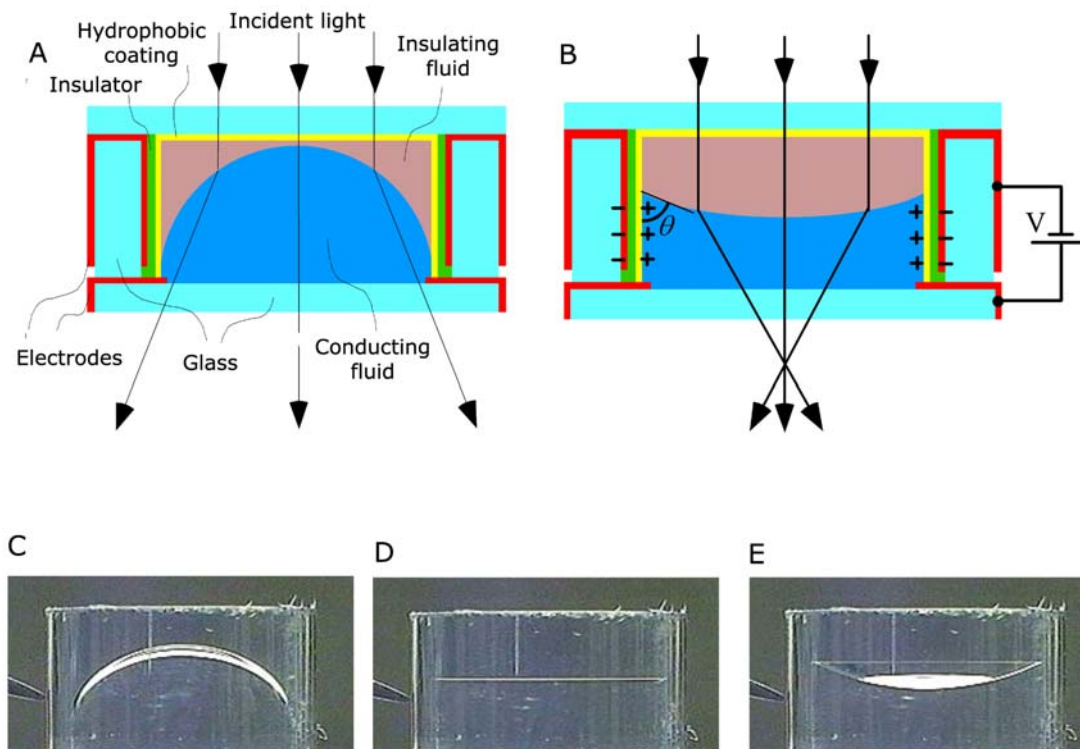 A
Hydrophobic
coating
Insulator
Incident light
Insulating
fluid
Electrodes
Glass
Conducting
fluid
B
θ
V
- + + -
- + + -
- + + -
C
D
E